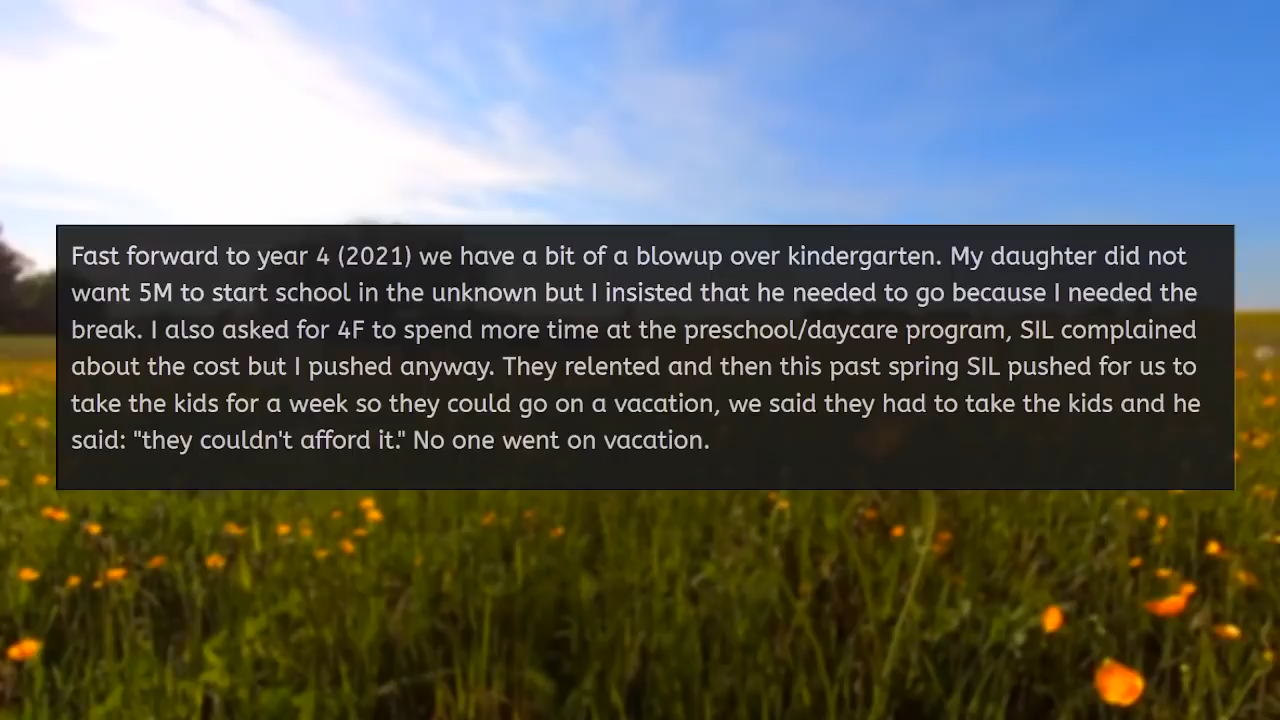 Fast forward to year 4 (2021) we have a bit of a blowup over kindergarten. My daughter did not
want 5M to start school in the unknown but I insisted that he needed to go because I needed the
break. I also asked for 4F to spend more time at the preschool/daycare program, SIL complained
about the cost but I pushed anyway. They relented and then this past spring SIL pushed for us to
take the kids for a week so they could go on a vacation, we said they had to take the kids and he
said: "they couldn't afford it." No one went on vacation.